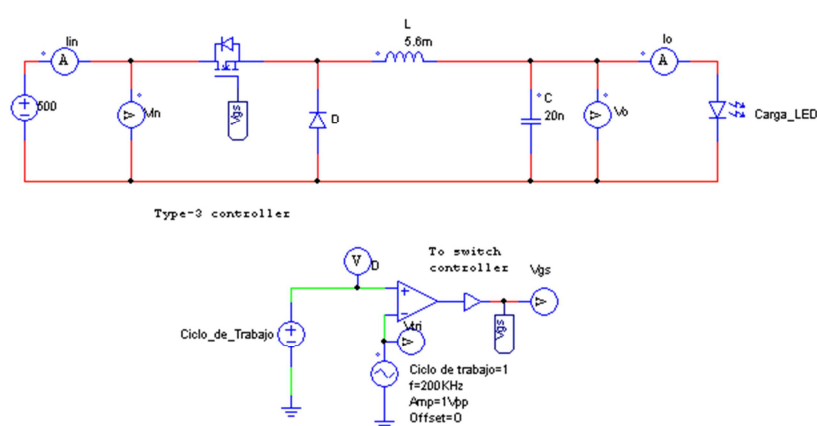 Iin
A
500
Vin
Vgs
D
L
5.6m
C
20n
Vo
Io
A
Carga_LED
Type-3 controller
To switch
controller
V
D
Vgs
Vgs
Ciclo_de_Trabajo
Vtri
Ciclo de trabajo=1
f=200KHz
Amp=1Vpp
Offset=0